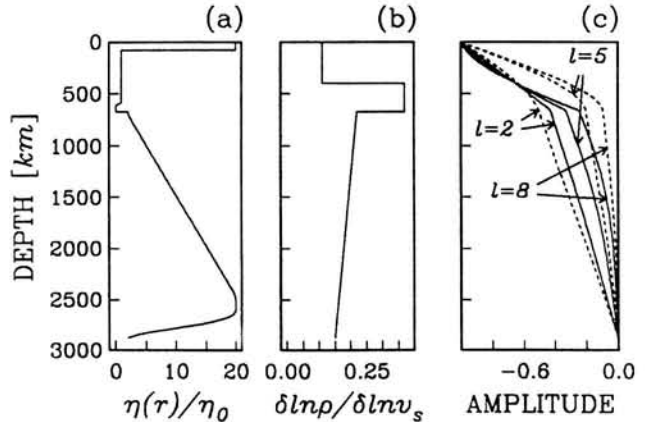 (a) (b) (c)
0
500
1000
1500
2000
2500
3000
DEPTH [km]
0 10 20
η(r)/η₀
0.00 0.25
δlnρ/δlnvₛ
l=5
l=2
l=8
−0.6 0.0
AMPLITUDE